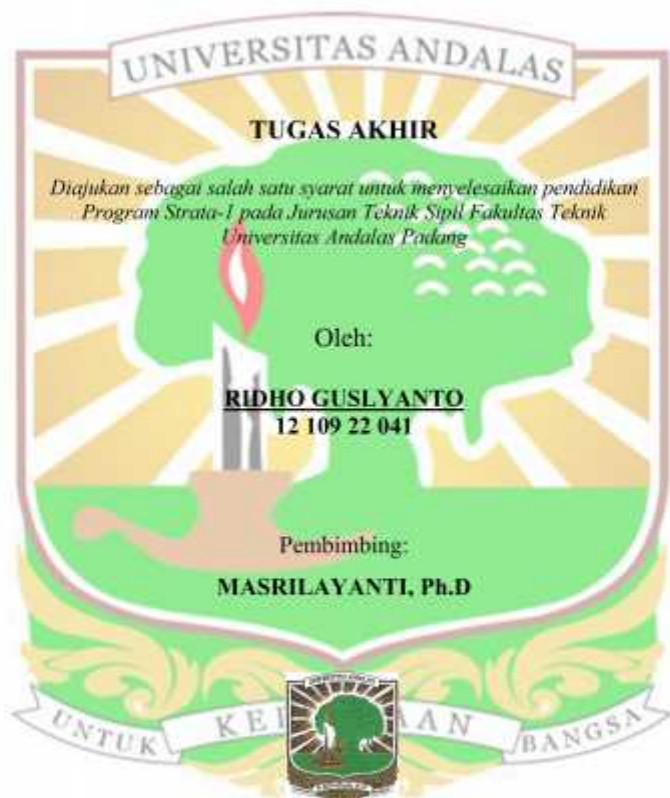 UNIVERSITAS ANDALAS
TUGAS AKHIR
Diajukan sebagai salah satu syarat untuk menyelesaikan pendidikan
Program Strata-1 pada Jurusan Teknik Sipil Fakultas Teknik
Universitas Andalas Padang
Oleh:
RIDHO GUSLYANTO
12 109 22 041
Pembimbing:
MASRILAYANTI, Ph.D
UNTUK BANGSA